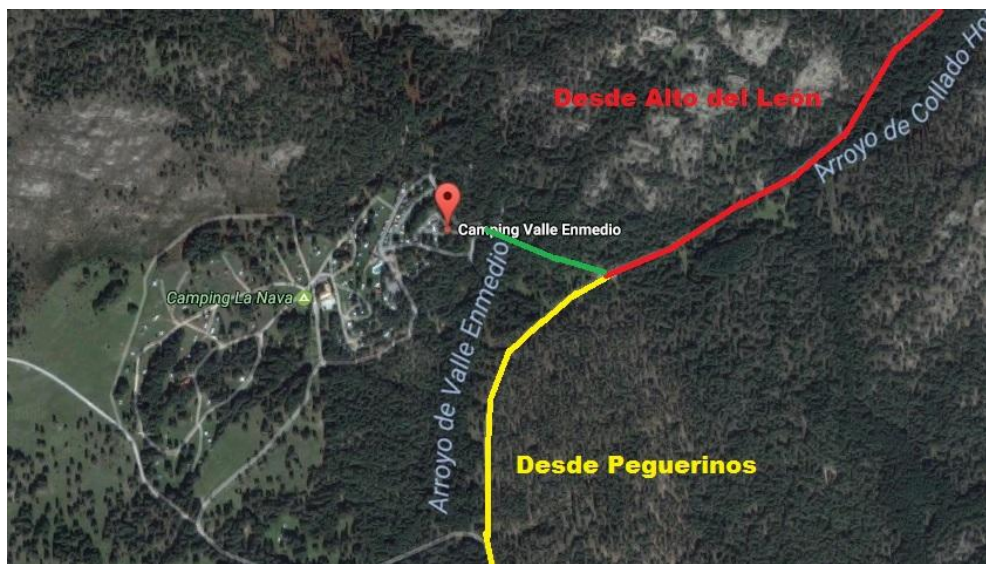 Desde Alto del León
Arroyo de Collado Ho
Camping Valle Enmedio
Camping La Nava
Arroyo de Valle Enmedio
Desde Peguerinos